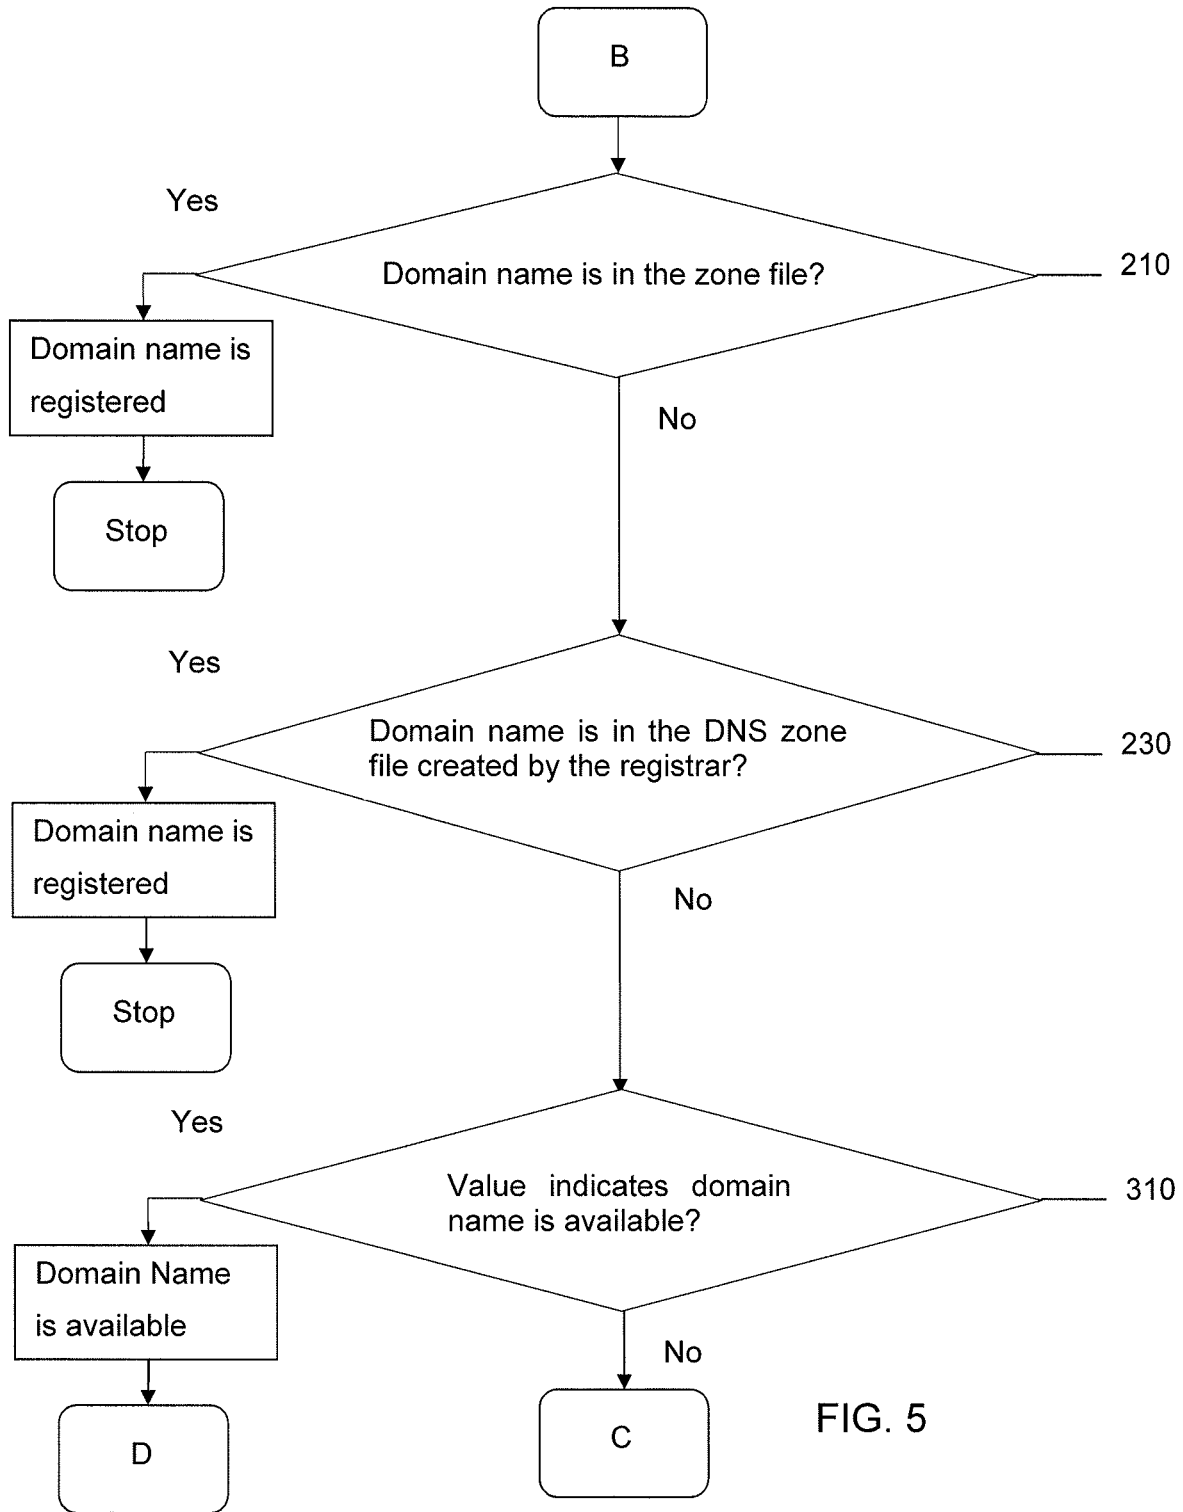 B
Yes
Domain name is in the zone file?
210
Domain name is
registered
No
Stop
Yes
Domain name is in the DNS zone
file created by the registrar?
230
Domain name is
registered
No
Stop
Yes
Value indicates domain
name is available?
310
Domain Name
is available
No
D
C
FIG. 5